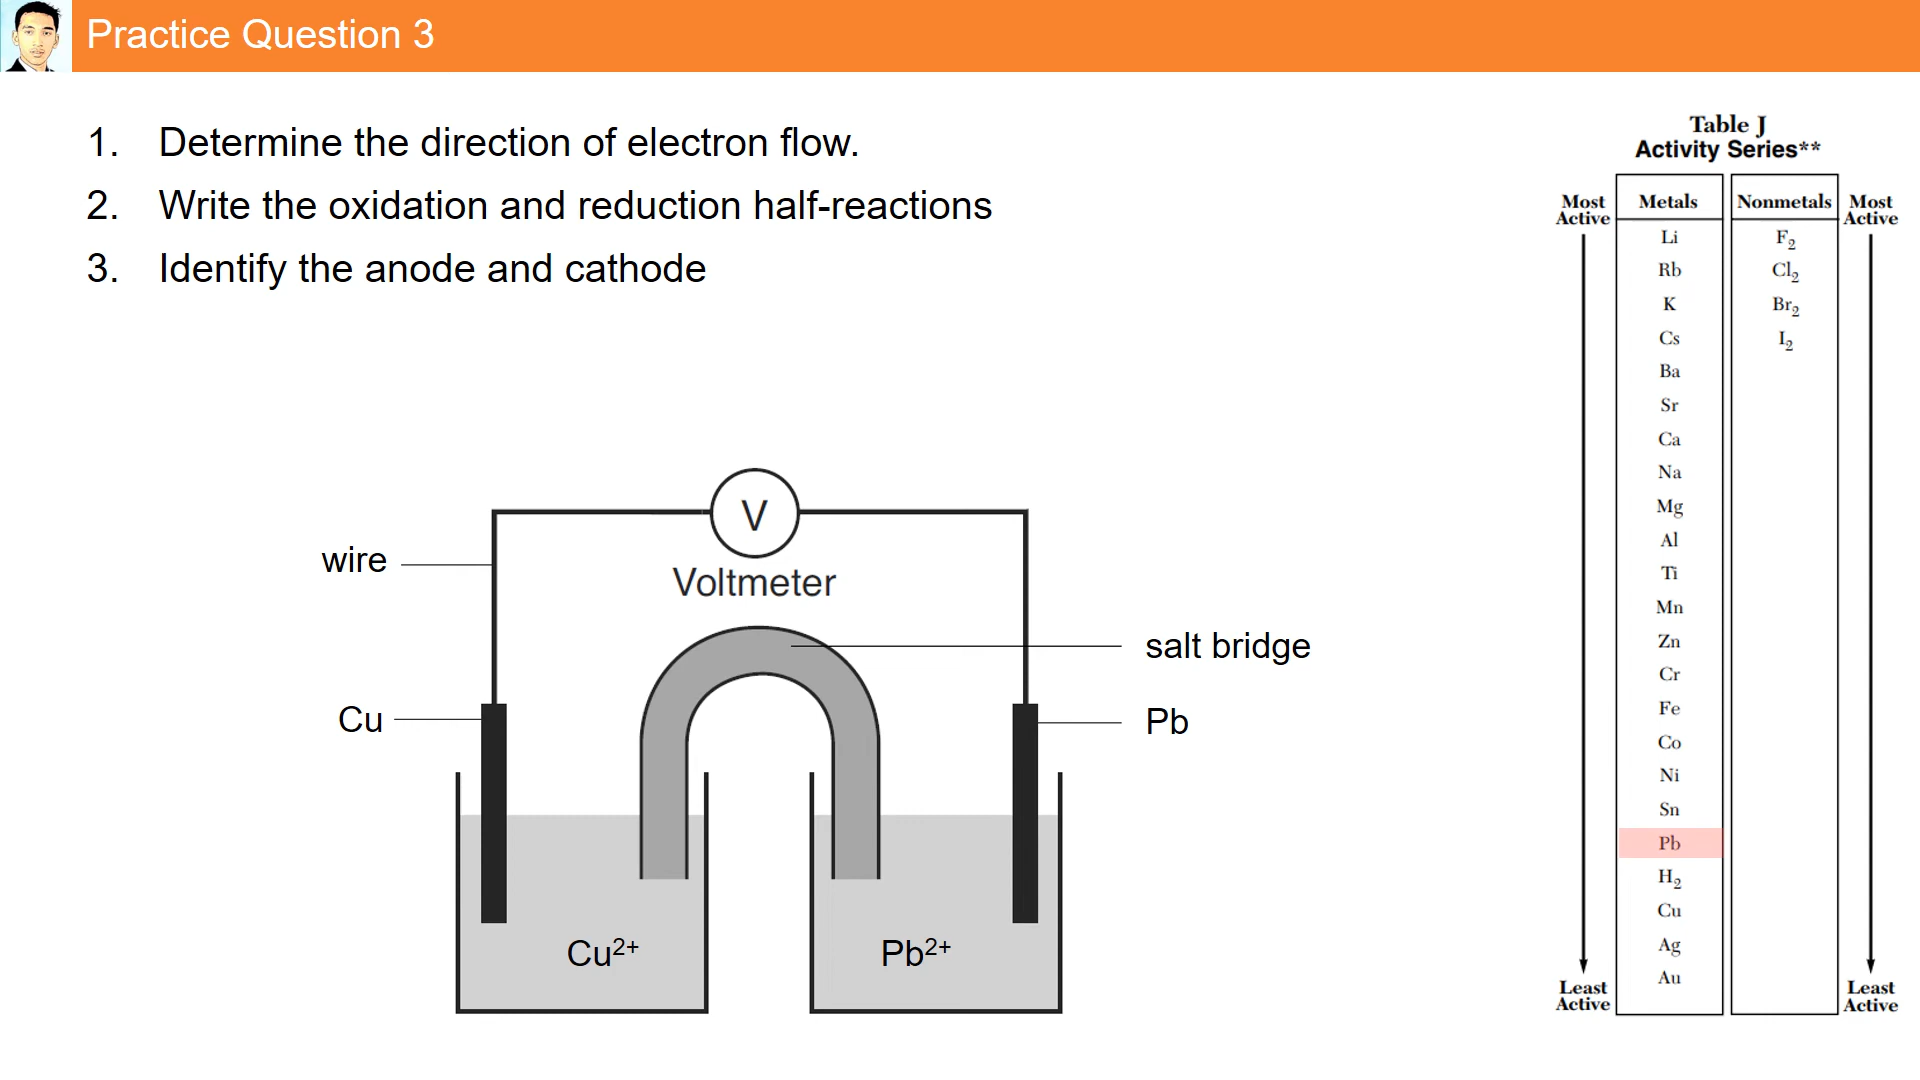 Practice Question 3
1. Determine the direction of electron flow.
2. Write the oxidation and reduction half-reactions
3. Identify the anode and cathode
Table J
Activity Series**
Most Active
Metals
Nonmetals
Most Active
Li
Rb
K
Cs
Ba
Sr
Ca
Na
Mg
Al
Ti
Mn
Zn
Cr
Fe
Co
Ni
Sn
Pb
H₂
Cu
Ag
Au
F₂
Cl₂
Br₂
I₂
Least Active
Least Active
V
Voltmeter
wire
salt bridge
Cu
Pb
Cu²⁺
Pb²⁺